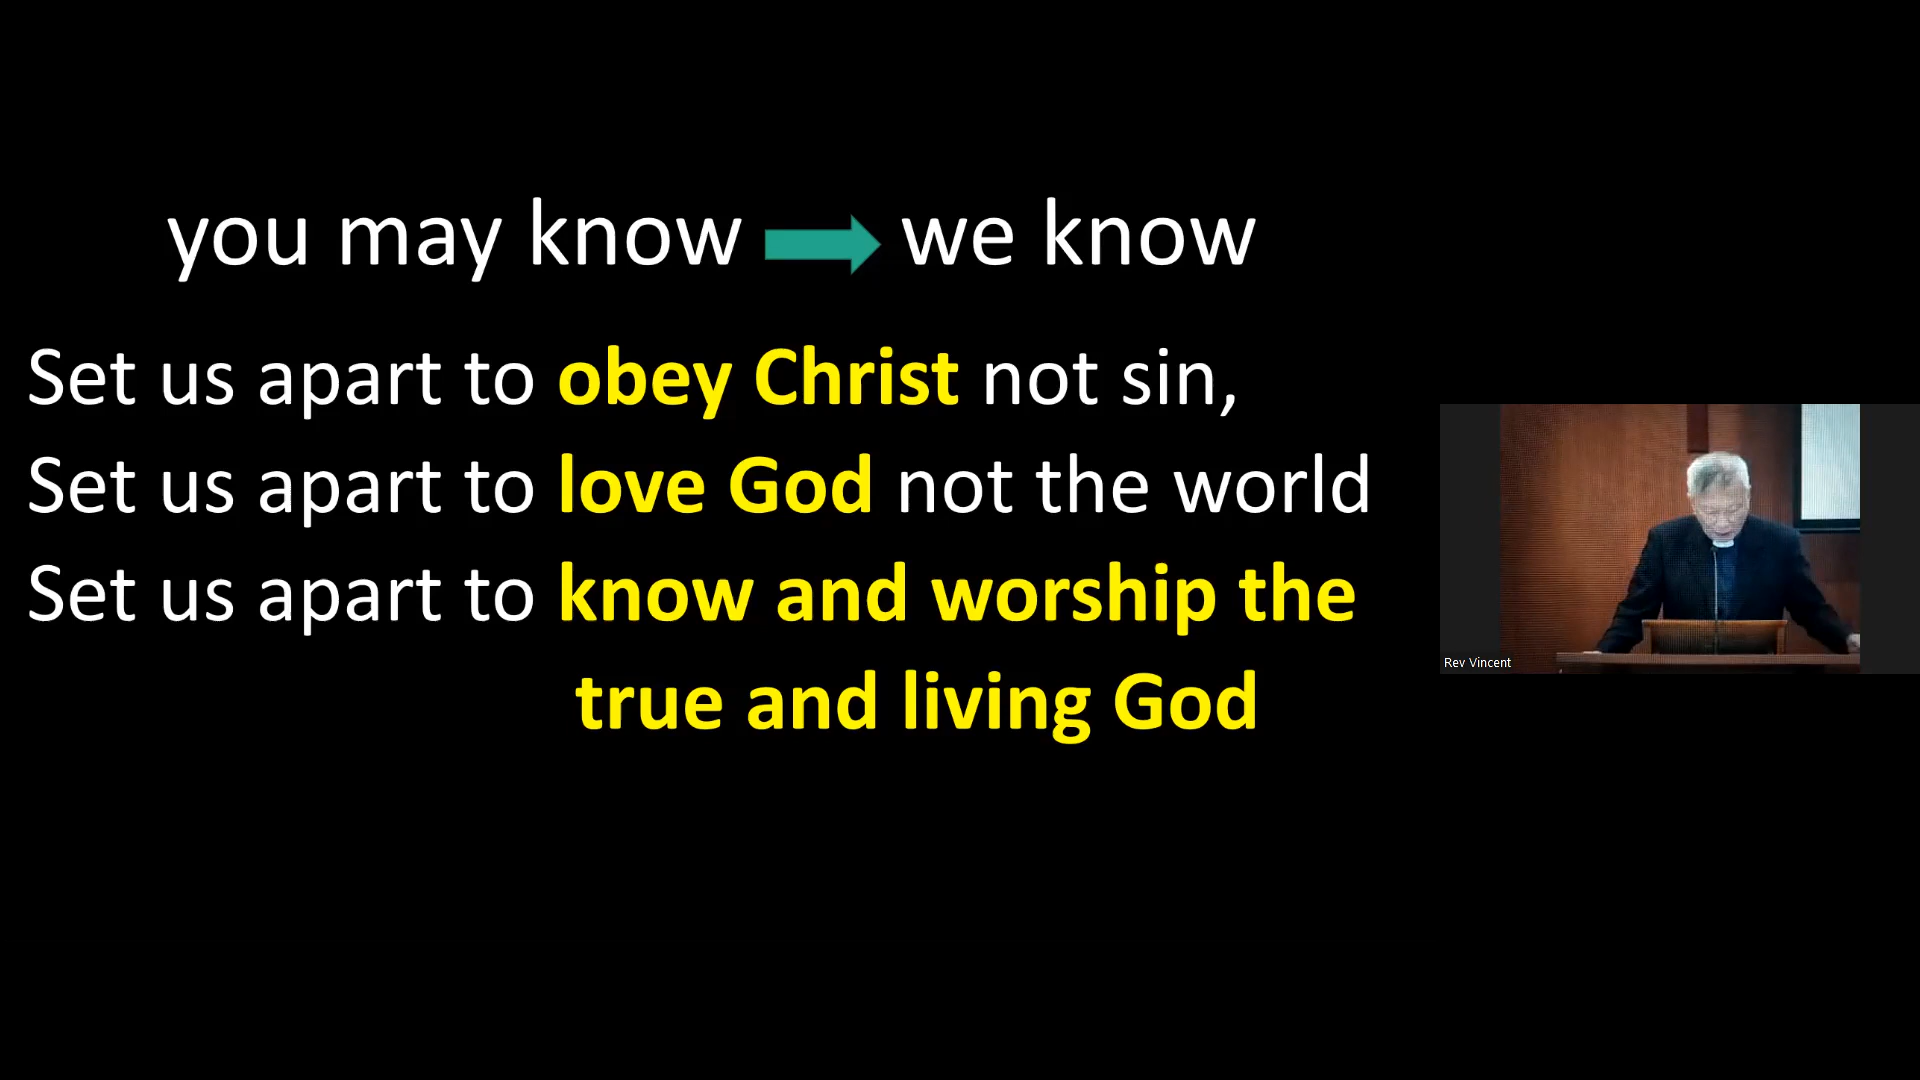 you may know we know
Set us apart to obey Christ not sin,
Set us apart to love God not the world
Set us apart to know and worship the
true and living God
Rev Vincent